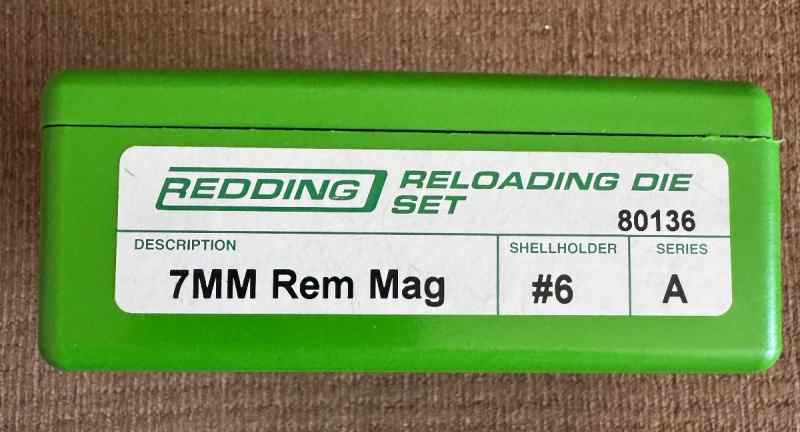 REDDING RELOADING DIE
SET
80136
DESCRIPTION SHELLHOLDER SERIES
7MM Rem Mag #6 A